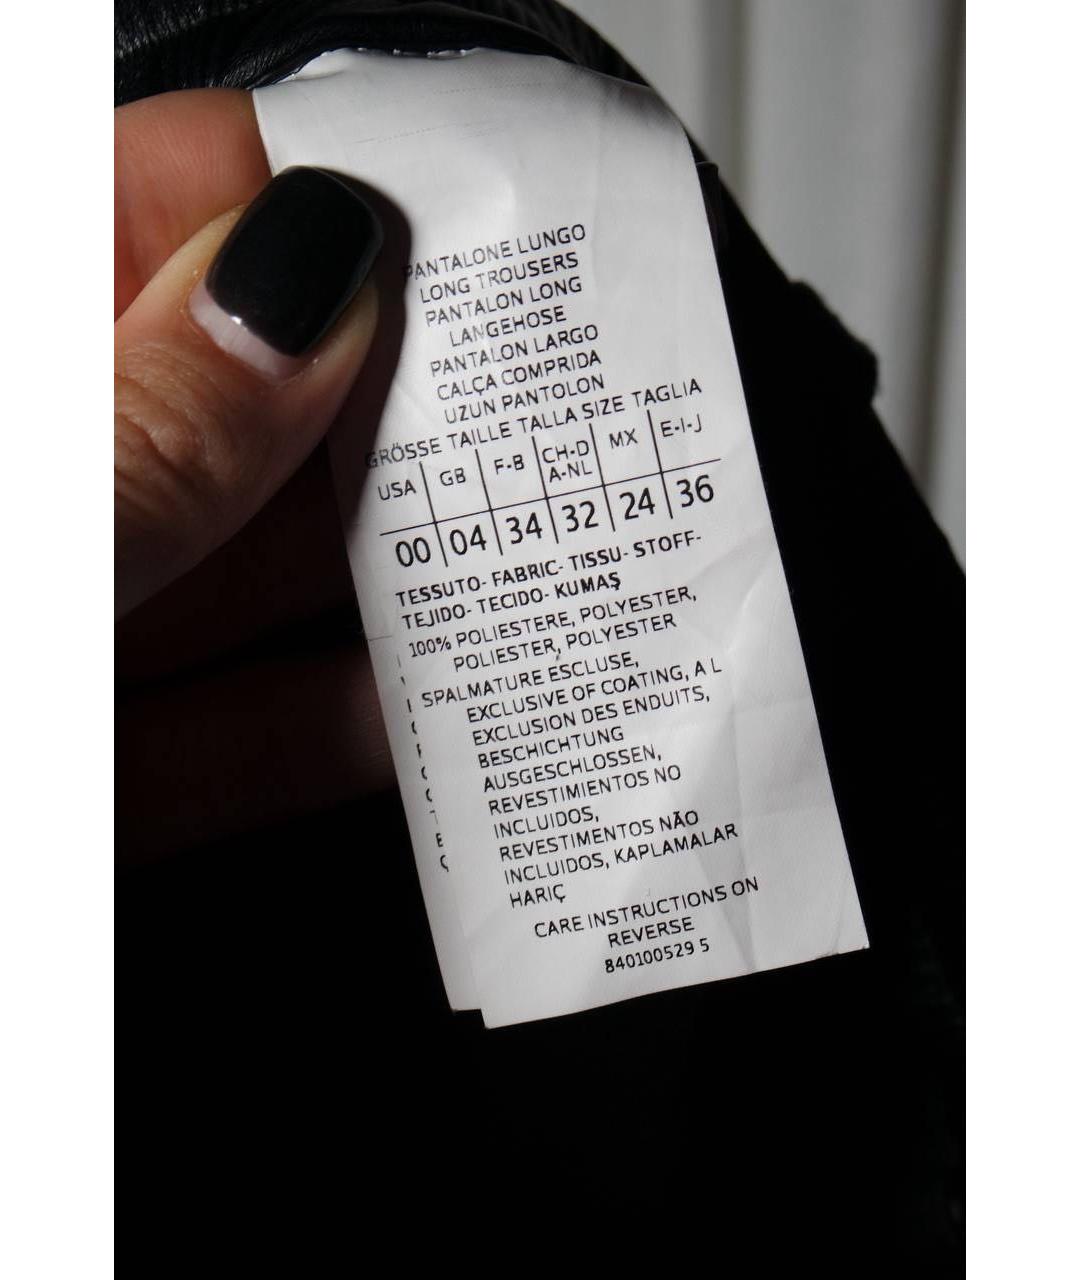 PANTALONE LUNGO
LONG TROUSERS
PANTALON LONG
LANGEHOSE
PANTALON LARGO
CALÇA COMPRIDA
UZUN PANTOLON
GRÖSSE TAILLE TALLA SIZE TAGLIA
USA GB F-B CH-D A-NL MX E-I-J
00 04 34 32 24 36
TESSUTO- FABRIC- TISSU- STOFF-
TEJIDO- TECIDO- KUMAŞ
100% POLIESTERE, POLYESTER,
POLIESTER, POLYESTER
SPALMATURE ESCLUSE,
EXCLUSIVE OF COATING, A L
EXCLUSION DES ENDUITS,
BESCHICHTUNG
AUSGESCHLOSSEN,
REVESTIMIENTOS NO
INCLUIDOS,
REVESTIMENTOS NÃO
INCLUIDOS, KAPLAMALAR
HARIÇ
CARE INSTRUCTIONS ON
REVERSE
840100529 5